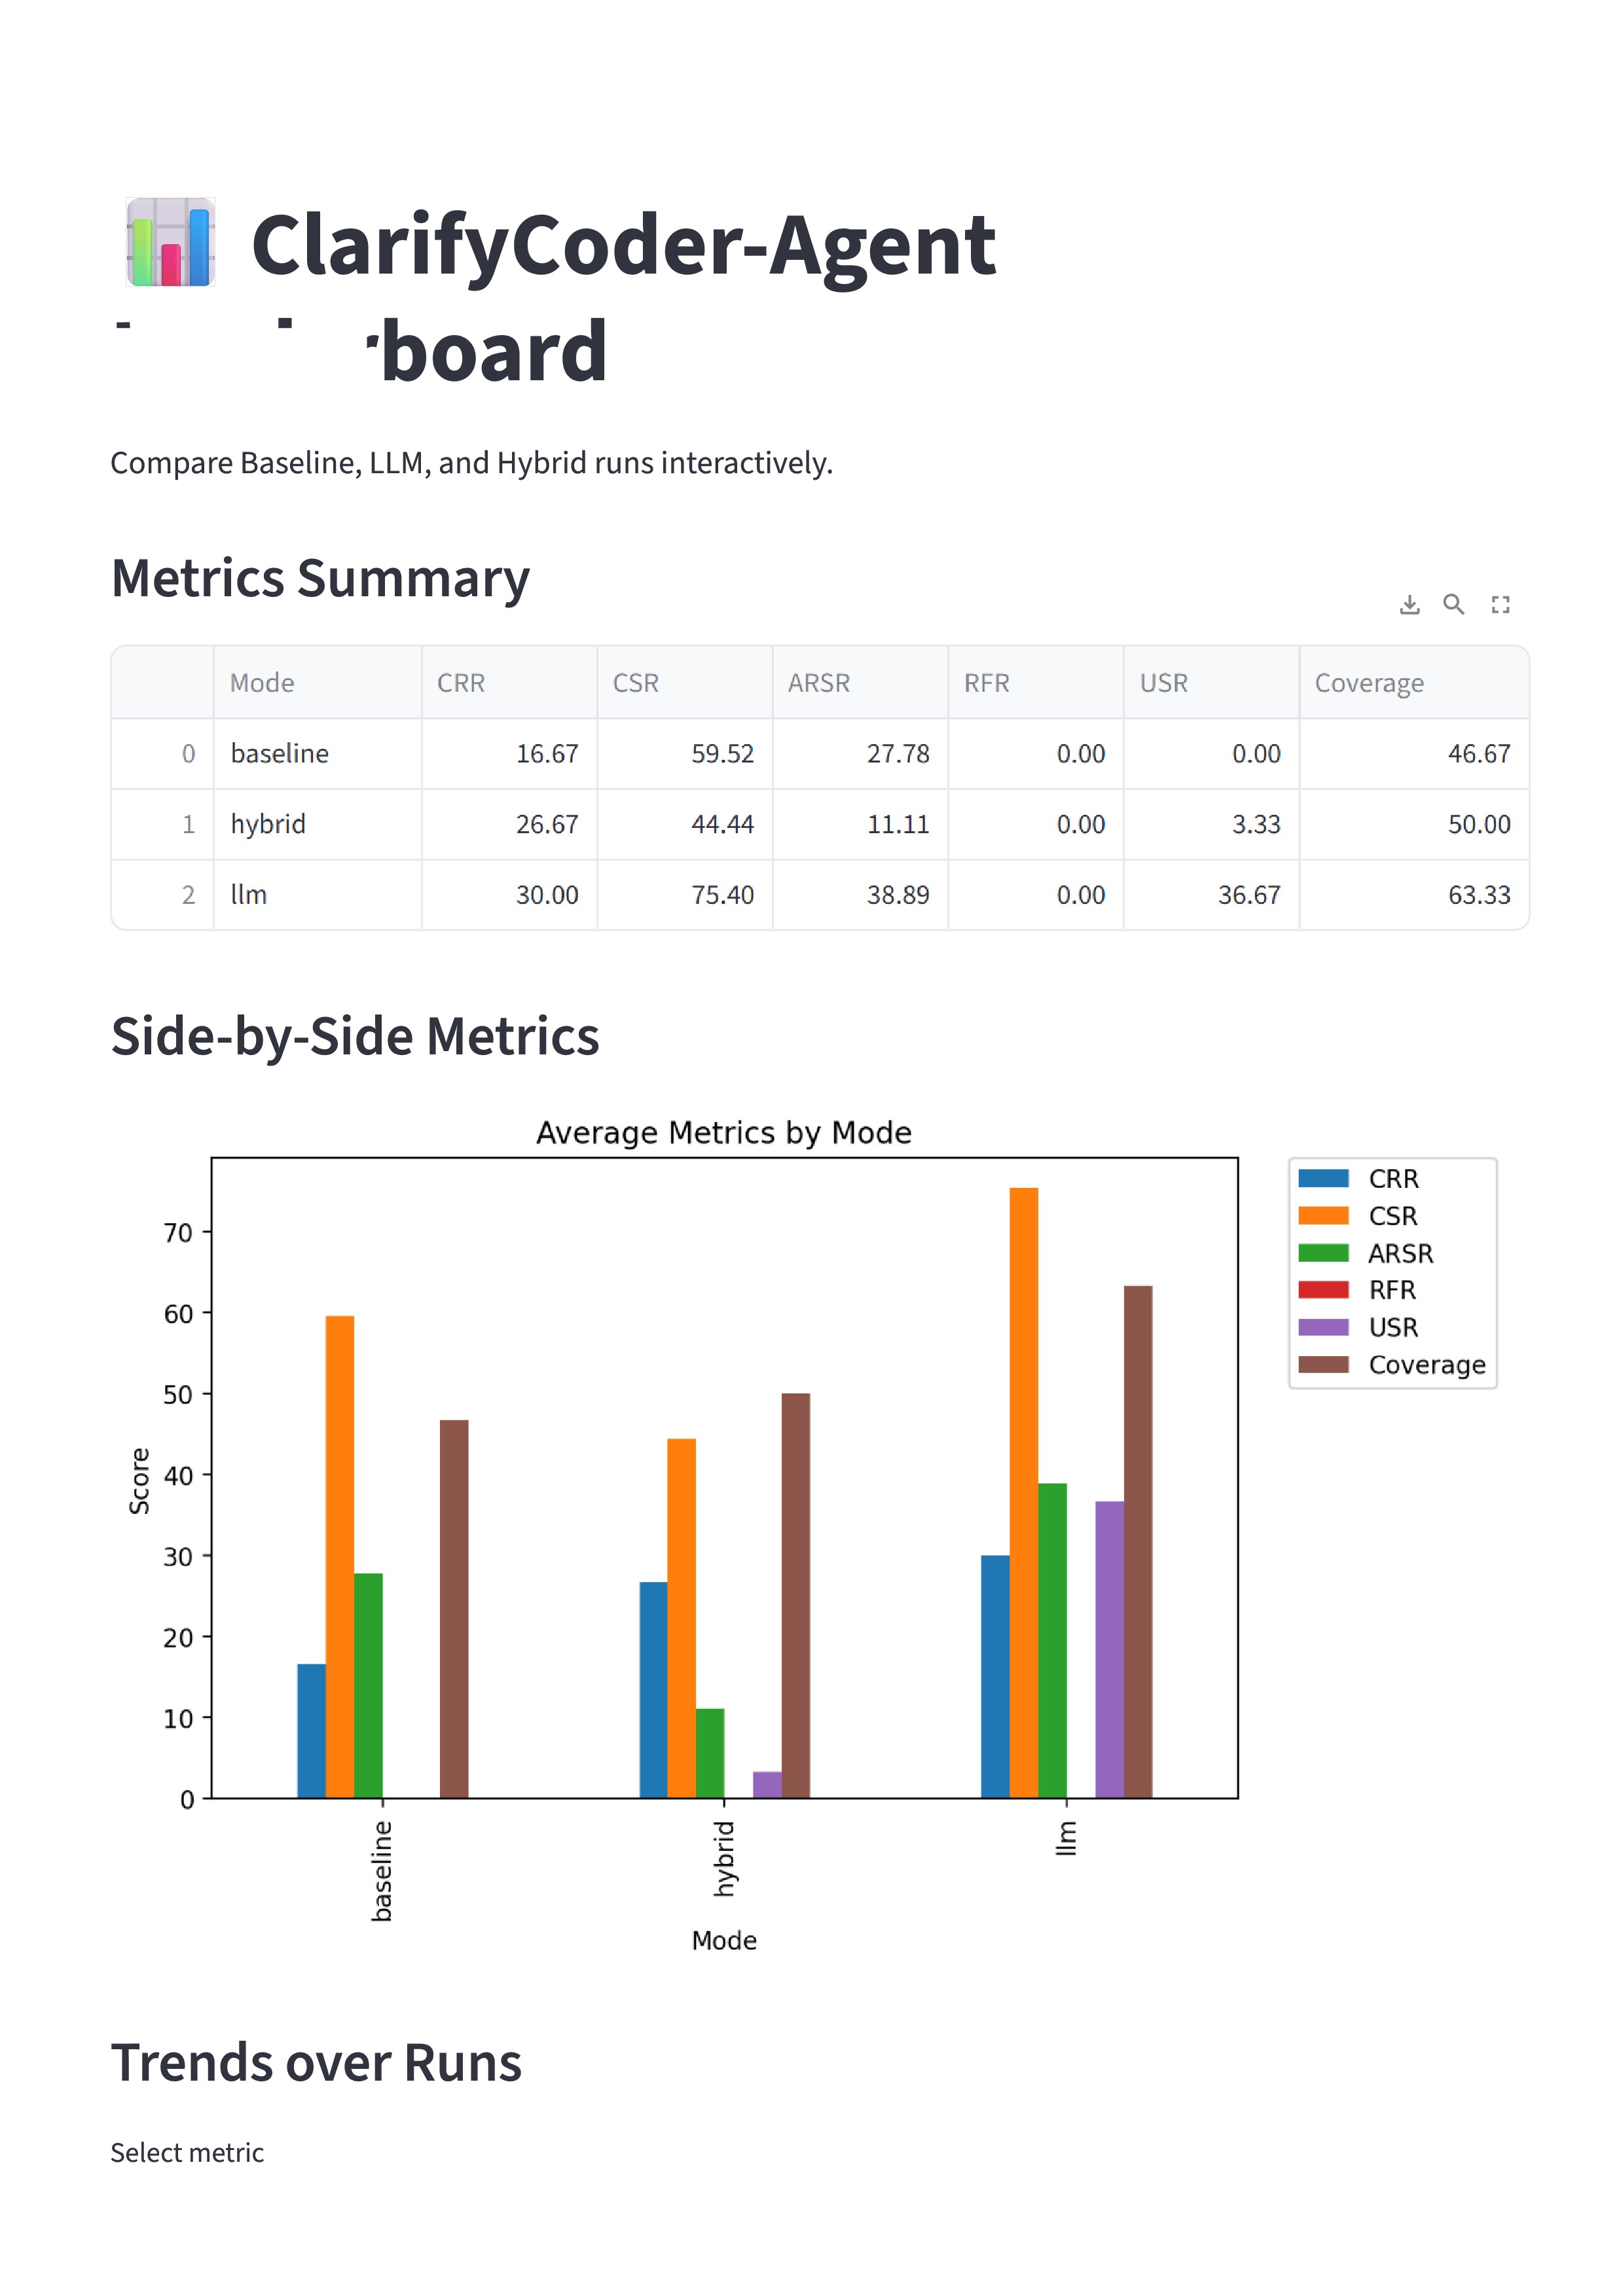 ClarifyCoder-Agent
board
Compare Baseline, LLM, and Hybrid runs interactively.
Metrics Summary
Mode CRR CSR ARSR RFR USR Coverage
0 baseline 16.67 59.52 27.78 0.00 0.00 46.67
1 hybrid 26.67 44.44 11.11 0.00 3.33 50.00
2 llm 30.00 75.40 38.89 0.00 36.67 63.33
Side-by-Side Metrics
Average Metrics by Mode
CRR
CSR
ARSR
RFR
USR
Coverage
70
60
50
40
30
20
10
0
Score
baseline
hybrid
llm
Mode
Trends over Runs
Select metric